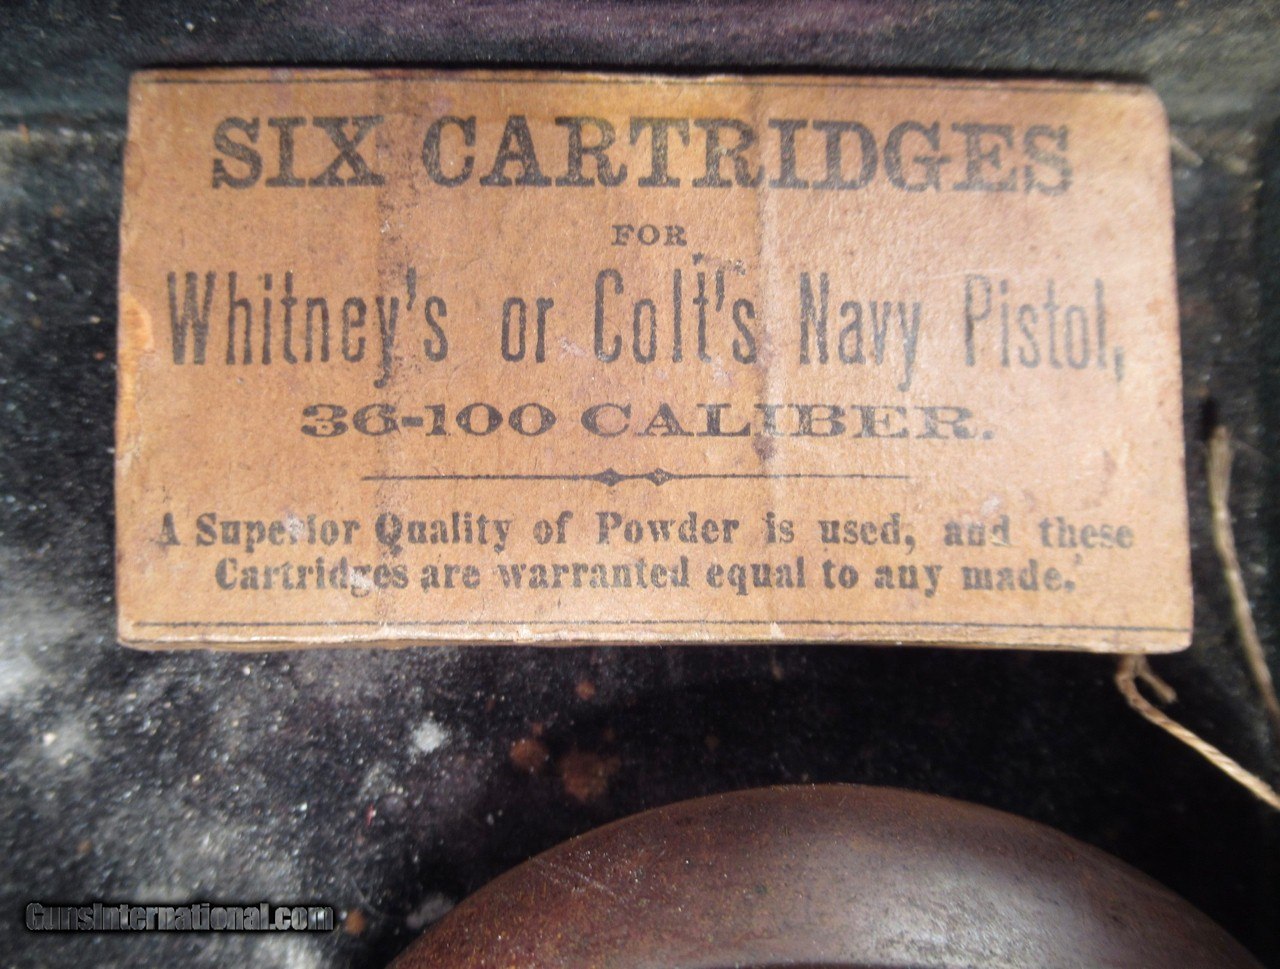 SIX CARTRIDGES
FOR
Whitney's or Colt's Navy Pistol,
36-100 CALIBER.
A Superior Quality of Powder is used, and these
Cartridges are warranted equal to any made.
GunsInternational.com